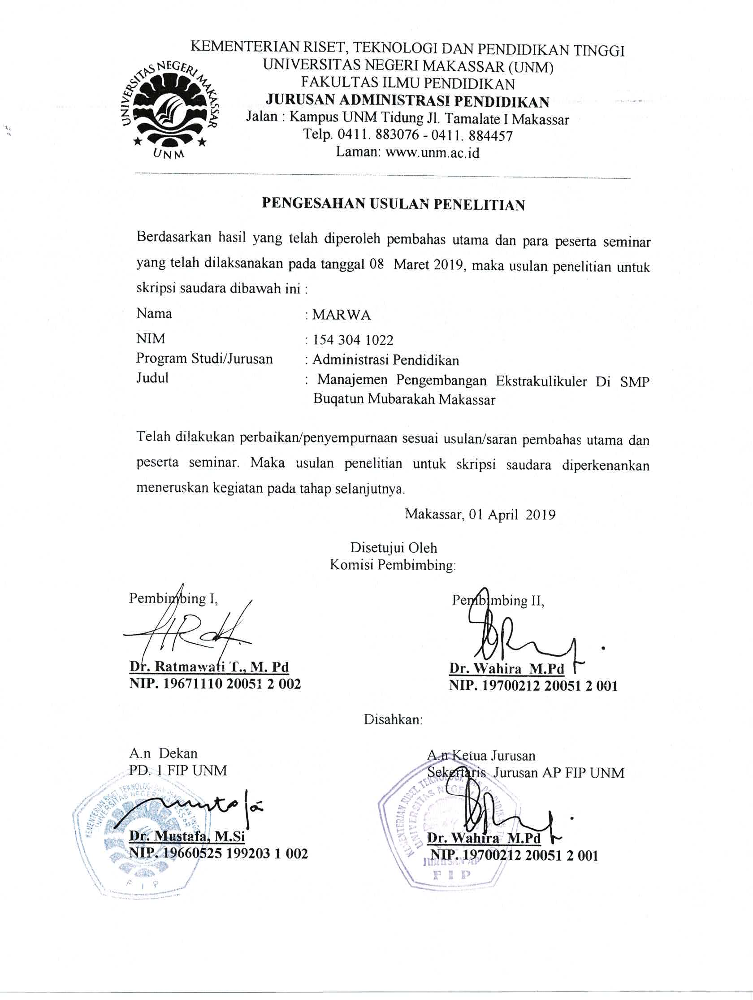 KEMENTERIAN RISET, TEKNOLOGI DAN PENDIDIKAN TINGGI
UNIVERSITAS NEGERI MAKASSAR (UNM)
FAKULTAS ILMU PENDIDIKAN
JURUSAN ADMINISTRASI PENDIDIKAN
Jalan : Kampus UNM Tidung Jl. Tamalate I Makassar
Telp. 0411. 883076 - 0411. 884457
Laman: www.unm.ac.id
UNIVERSITAS NEGERI MAKASSAR
UNM
PENGESAHAN USULAN PENELITIAN
Berdasarkan hasil yang telah diperoleh pembahas utama dan para peserta seminar
yang telah dilaksanakan pada tanggal 08 Maret 2019, maka usulan penelitian untuk
skripsi saudara dibawah ini :
Nama : MARWA
NIM : 154 304 1022
Program Studi/Jurusan : Administrasi Pendidikan
Judul : Manajemen Pengembangan Ekstrakulikuler Di SMP
Buqatun Mubarakah Makassar
Telah dilakukan perbaikan/penyempurnaan sesuai usulan/saran pembahas utama dan
peserta seminar. Maka usulan penelitian untuk skripsi saudara diperkenankan
meneruskan kegiatan pada tahap selanjutnya.
Makassar, 01 April 2019
Disetujui Oleh
Komisi Pembimbing:
Pembimbing I, Pembimbing II,
Dr. Ratmawati T., M. Pd Dr. Wahira M.Pd
NIP. 19671110 20051 2 002 NIP. 19700212 20051 2 001
Disahkan:
A.n Dekan A.n Ketua Jurusan
PD. 1 FIP UNM Sekertaris Jurusan AP FIP UNM
KEMENTERIAN RISET TEKNOLOGI DAN PENDIDIKAN TINGGI
UNIVERSITAS NEGERI MAKASSAR
Dr. Mustafa, M.Si Dr. Wahira M.Pd
NIP. 19660525 199203 1 002 NIP. 19700212 20051 2 001
JURUSAN AP
F I P F I P